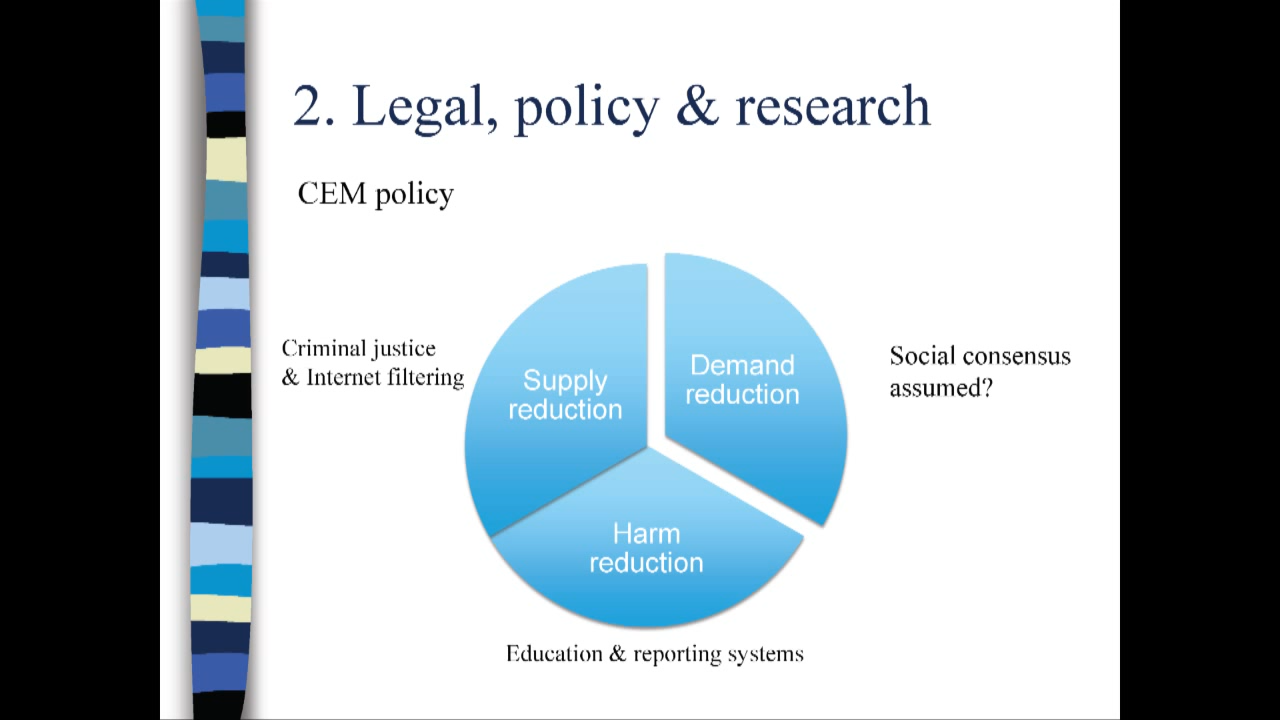 2. Legal, policy & research
CEM policy
Criminal justice
& Internet filtering
Supply
reduction
Demand
reduction
Social consensus
assumed?
Harm
reduction
Education & reporting systems